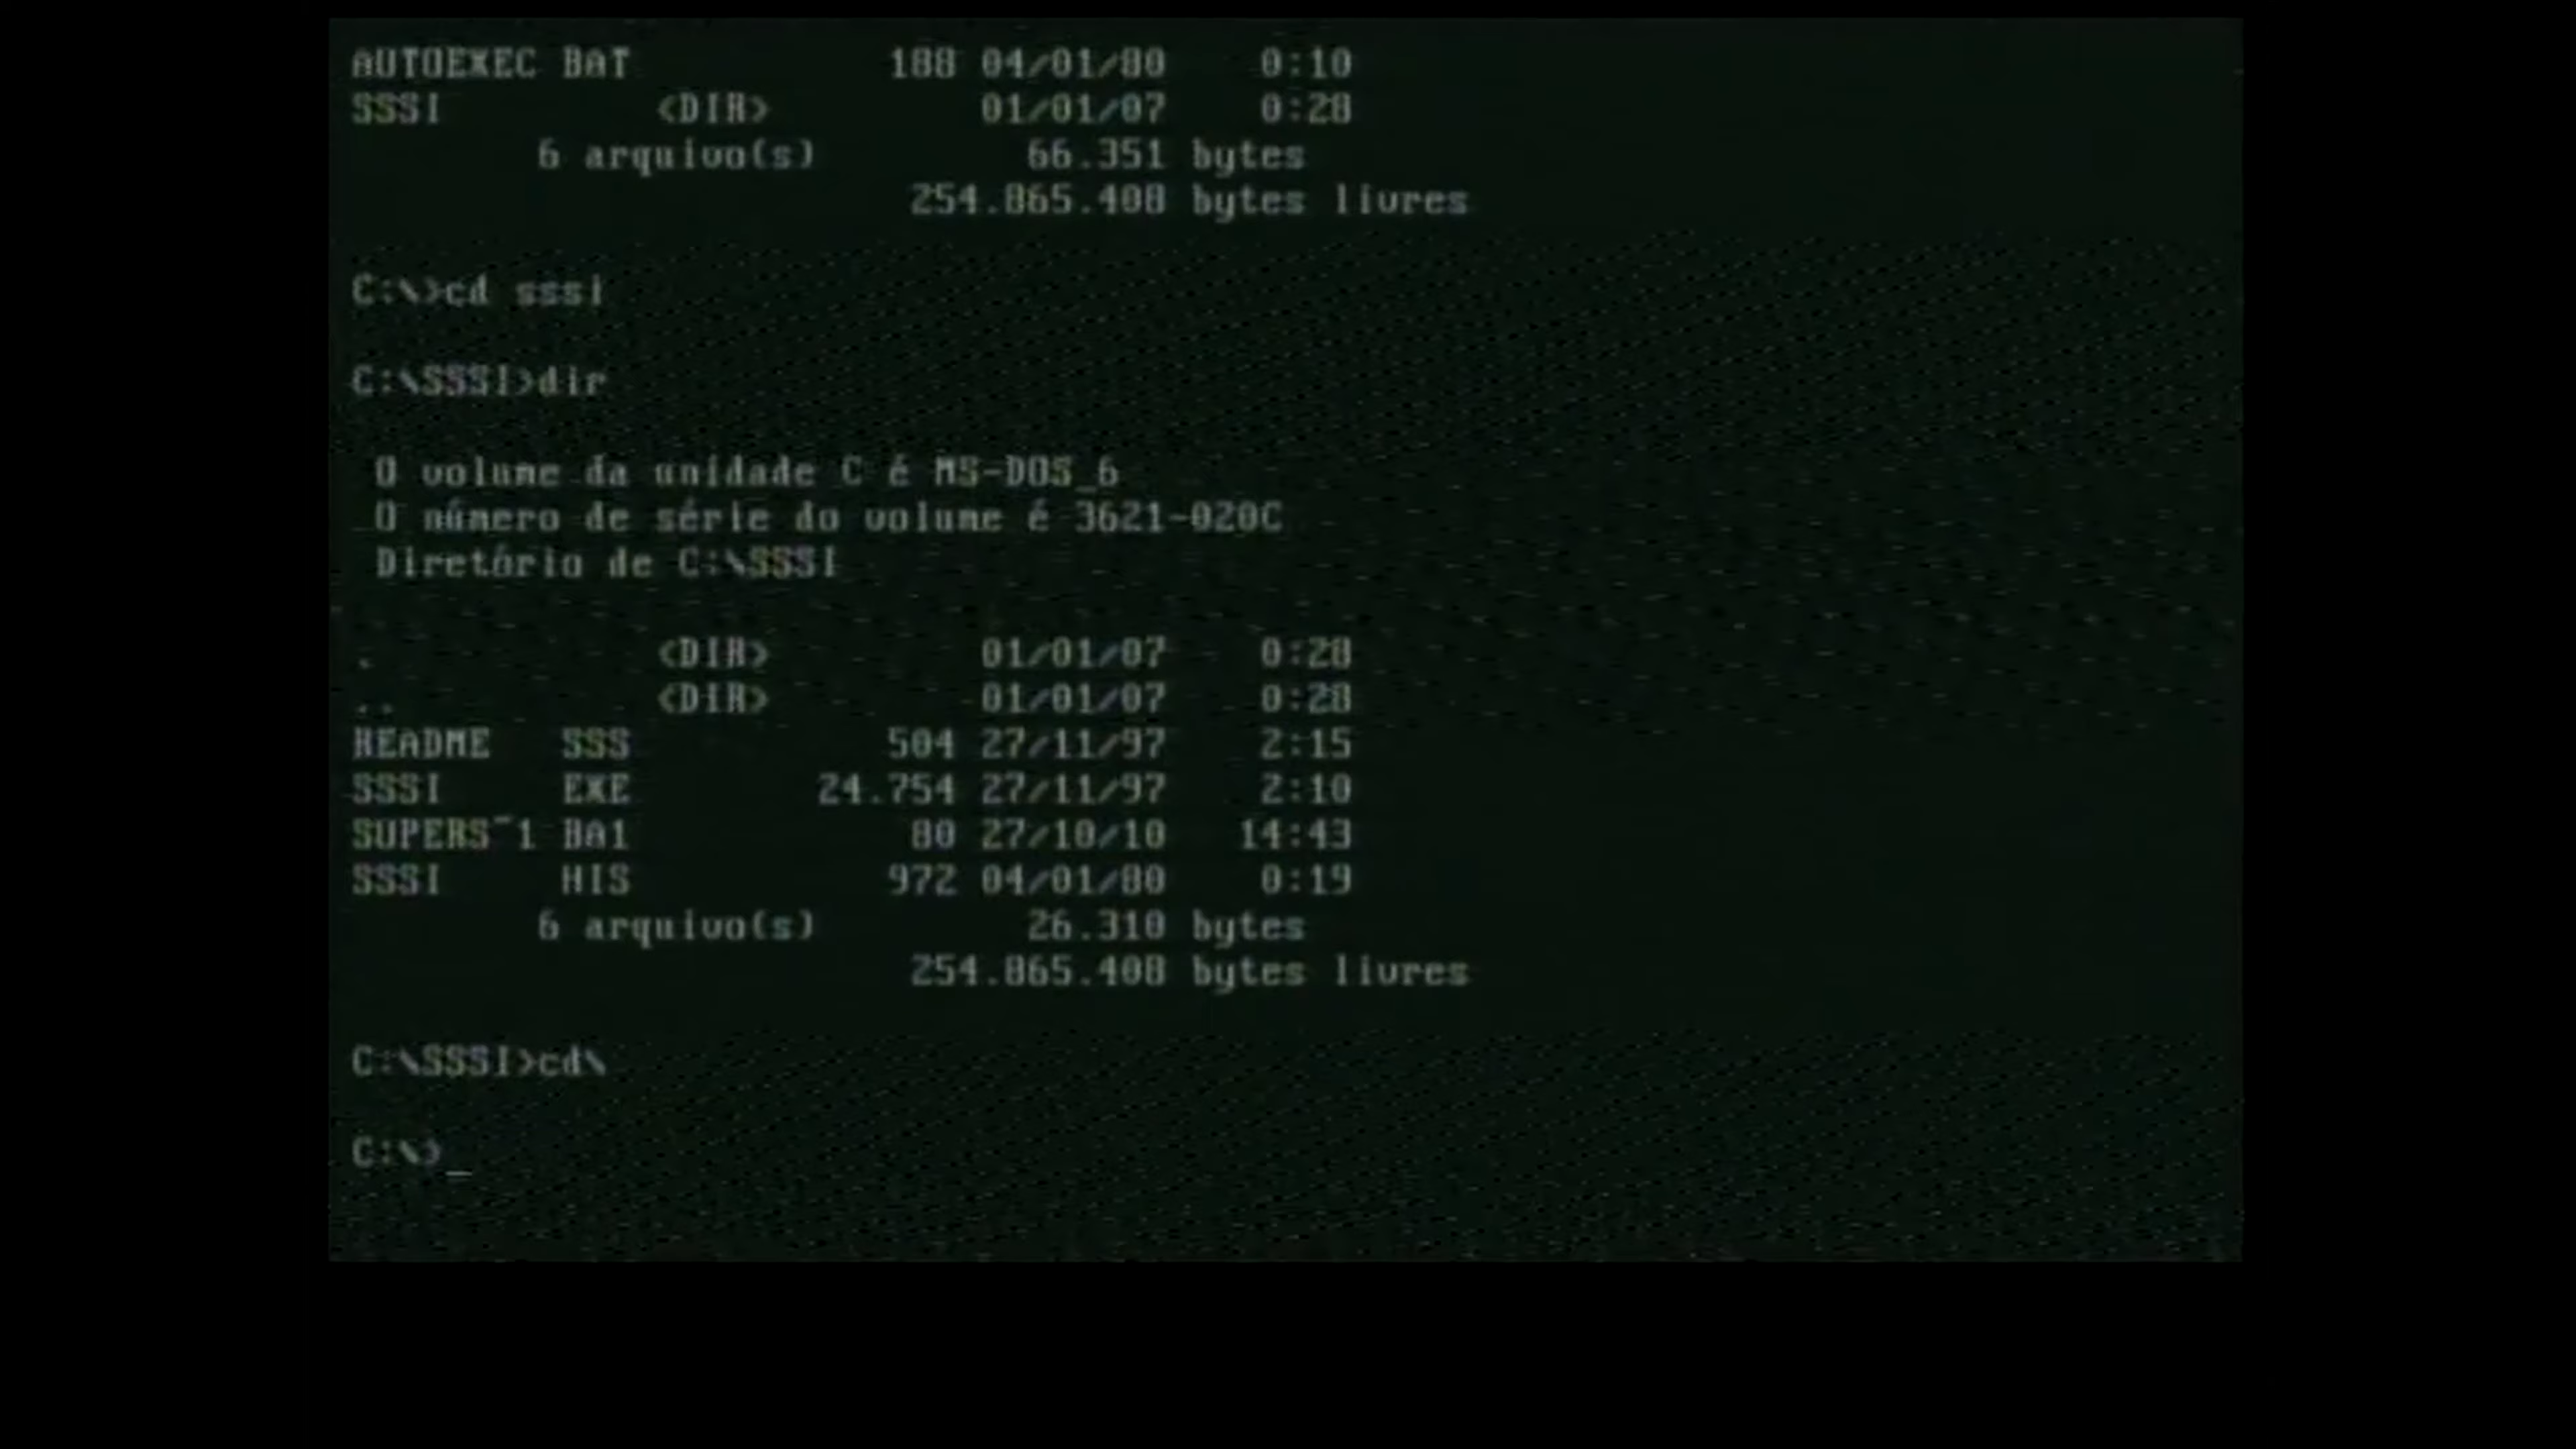 AUTOEXEC BAT 188 04/01/80 0:10
SSSI <DIR> 01/01/07 0:28
6 arquivo(s) 66.351 bytes
254.865.408 bytes livres
C:\>cd sssi
C:\SSSI>dir
O volume da unidade C é MS-DOS_6
O número de série do volume é 3621-020C
Diretório de C:\SSSI
. <DIR> 01/01/07 0:28
.. <DIR> 01/01/07 0:28
README SSS 504 27/11/97 2:15
SSSI EXE 24.754 27/11/97 2:10
SUPERS~1 BA1 80 27/10/10 14:43
SSSI HIS 972 04/01/80 0:19
6 arquivo(s) 26.310 bytes
254.865.408 bytes livres
C:\SSSI>cd\
C:\>_